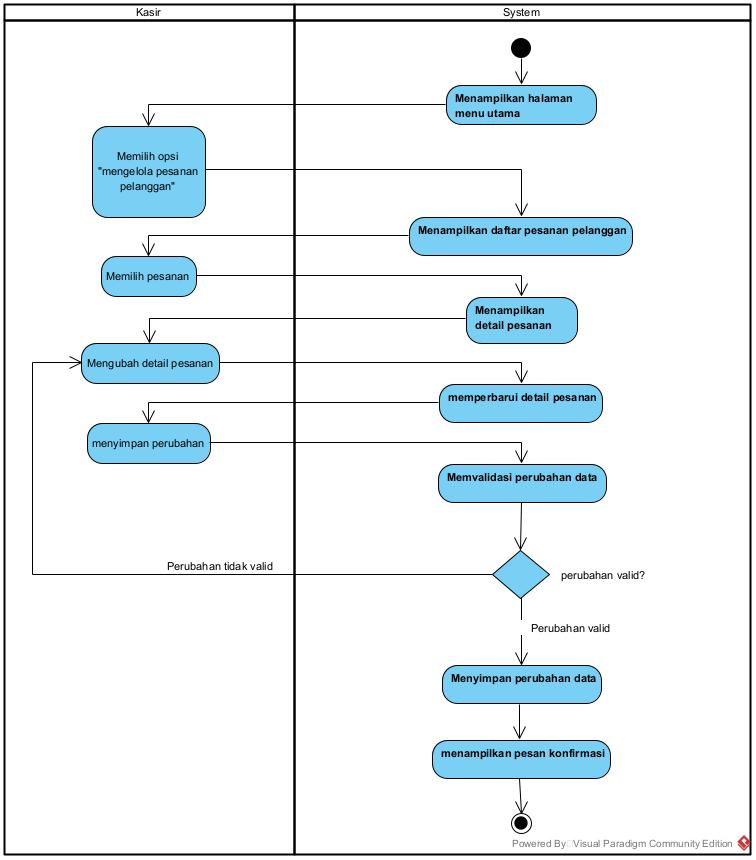 Kasir
System
Menampilkan halaman
menu utama
Memilih opsi
"mengelola pesanan
pelanggan"
Menampilkan daftar pesanan pelanggan
Memilih pesanan
Menampilkan
detail pesanan
Mengubah detail pesanan
memperbarui detail pesanan
menyimpan perubahan
Memvalidasi perubahan data
Perubahan tidak valid
perubahan valid?
Perubahan valid
Menyimpan perubahan data
menampilkan pesan konfirmasi
Powered By Visual Paradigm Community Edition